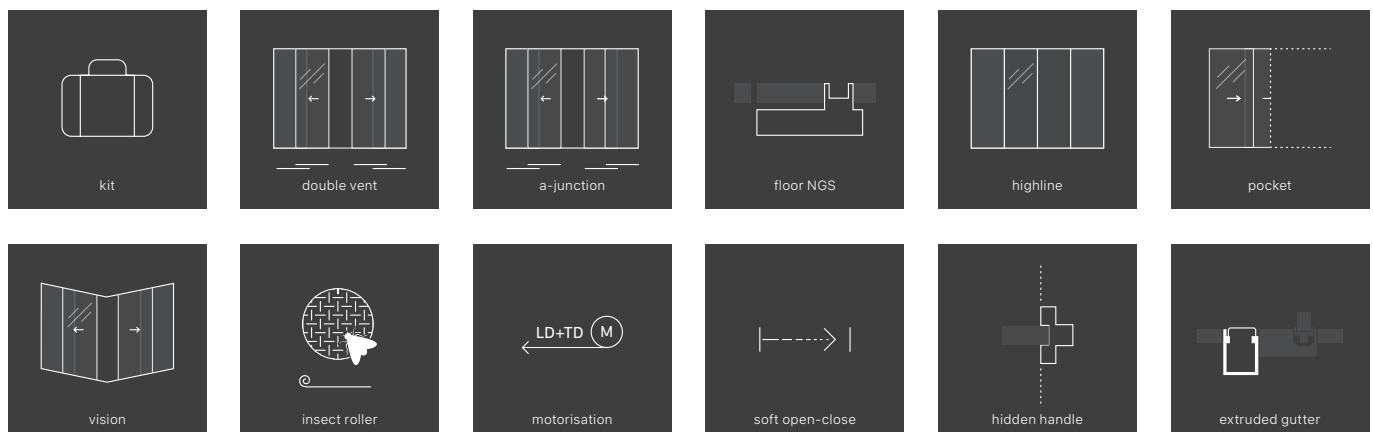 kit
double vent
a-junction
floor NGS
highline
pocket
vision
insect roller
LD+TD M
motorisation
soft open-close
hidden handle
extruded gutter